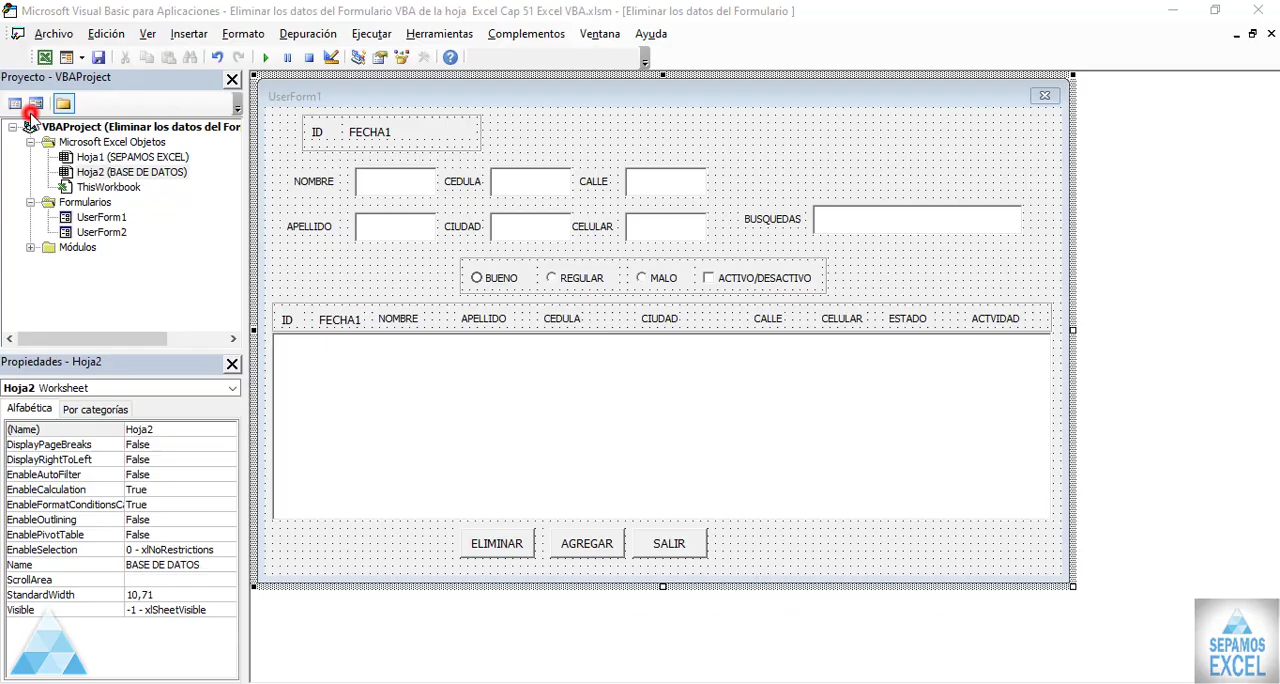 Microsoft Visual Basic para Aplicaciones - Eliminar los datos del Formulario VBA de la hoja Excel Cap 51 Excel VBA.xlsm - [Eliminar los datos del Formulario ]
Archivo Edición Ver Insertar Formato Depuración Ejecutar Herramientas Complementos Ventana Ayuda
Proyecto - VBAProject
VBAProject (Eliminar los datos del For
Microsoft Excel Objetos
Hoja1 (SEPAMOS EXCEL)
Hoja2 (BASE DE DATOS)
ThisWorkbook
Formularios
UserForm1
UserForm2
Módulos
Propiedades - Hoja2
Hoja2 Worksheet
Alfabética Por categorías
(Name) Hoja2
DisplayPageBreaks False
DisplayRightToLeft False
EnableAutoFilter False
EnableCalculation True
EnableFormatConditionsCa True
EnableOutlining False
EnablePivotTable False
EnableSelection 0 - xlNoRestrictions
Name BASE DE DATOS
ScrollArea
StandardWidth 10,71
Visible -1 - xlSheetVisible
UserForm1
ID FECHA1
NOMBRE CEDULA CALLE
APELLIDO CIUDAD CELULAR BUSQUEDAS
BUENO REGULAR MALO ACTIVO/DESACTIVO
ID FECHA1 NOMBRE APELLIDO CEDULA CIUDAD CALLE CELULAR ESTADO ACTVIDAD
ELIMINAR AGREGAR SALIR
SEPAMOS
EXCEL